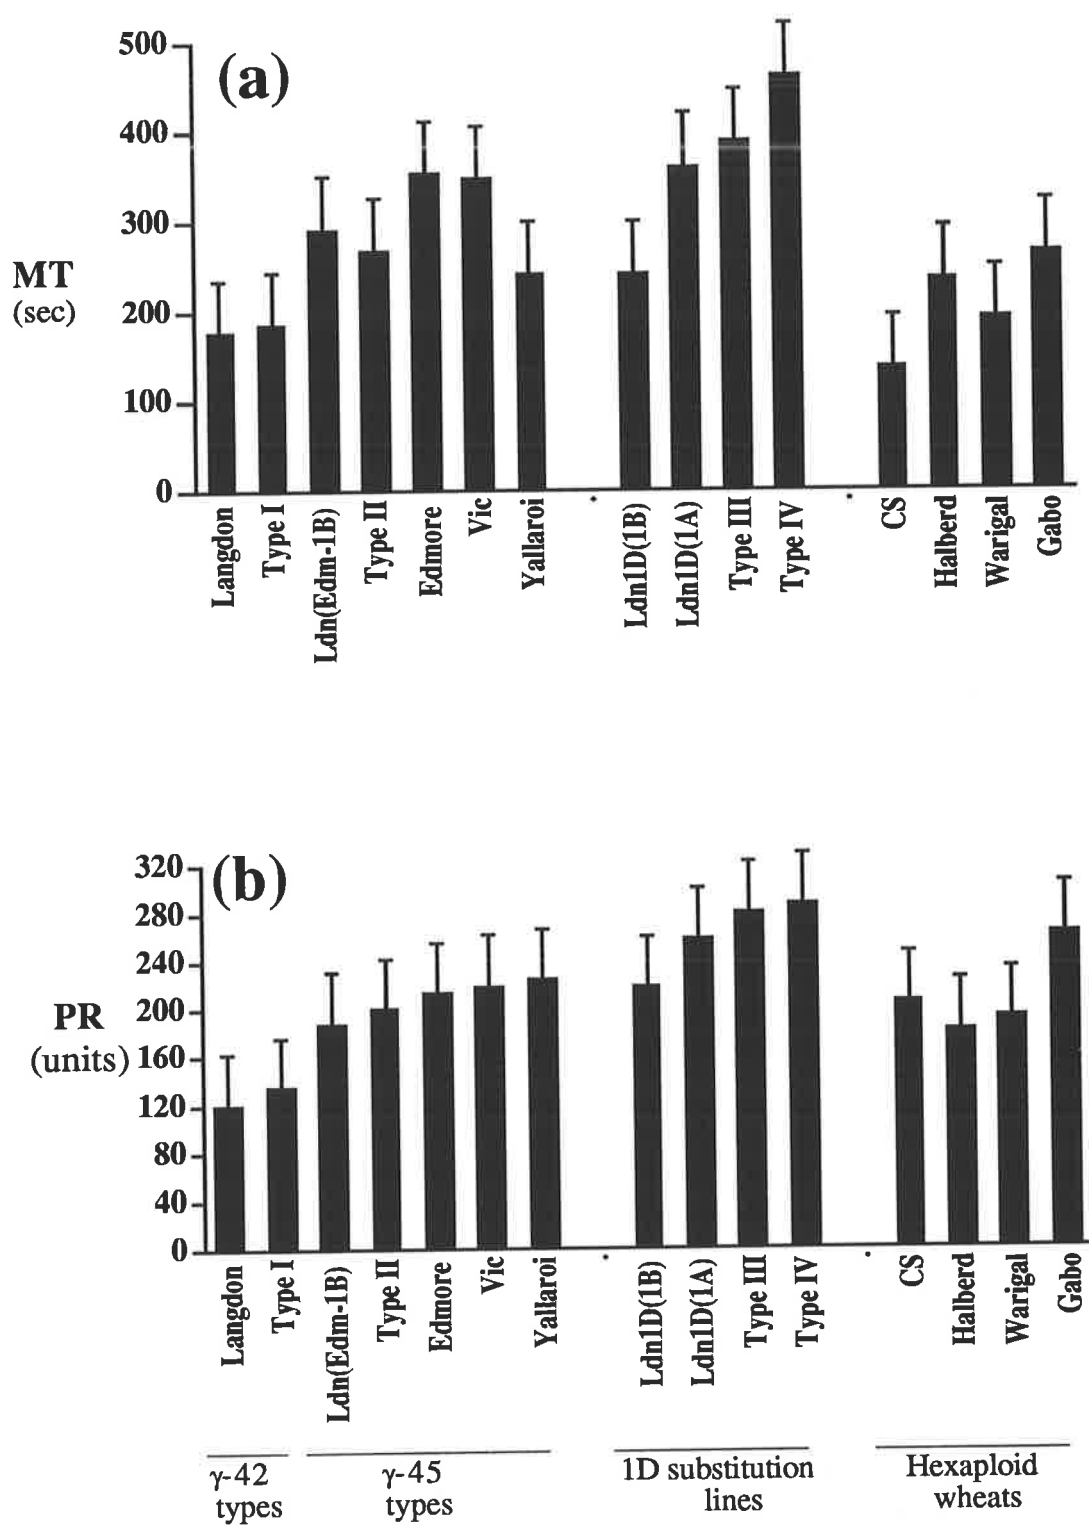 (a)
500
400
300
200
100
0
MT
(sec)
Langdon
Type I
Ldn(Edm-1B)
Type II
Edmore
Vic
Yallaroi
Ldn1D(1B)
Ldn1D(1A)
Type III
Type IV
CS
Halberd
Warigal
Gabo
(b)
320
280
240
200
160
120
80
40
0
PR
(units)
Langdon
Type I
Ldn(Edm-1B)
Type II
Edmore
Vic
Yallaroi
Ldn1D(1B)
Ldn1D(1A)
Type III
Type IV
CS
Halberd
Warigal
Gabo
γ-42
types
γ-45
types
1D substitution
lines
Hexaploid
wheats